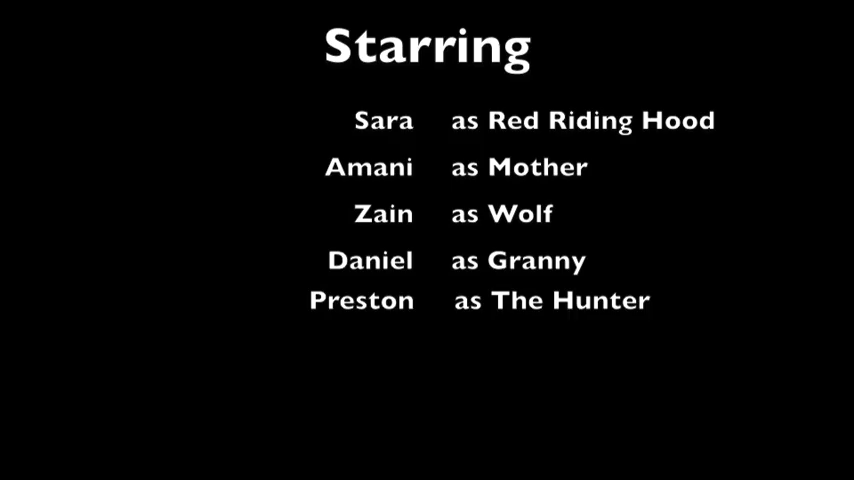 Starring
Sara as Red Riding Hood
Amani as Mother
Zain as Wolf
Daniel as Granny
Preston as The Hunter